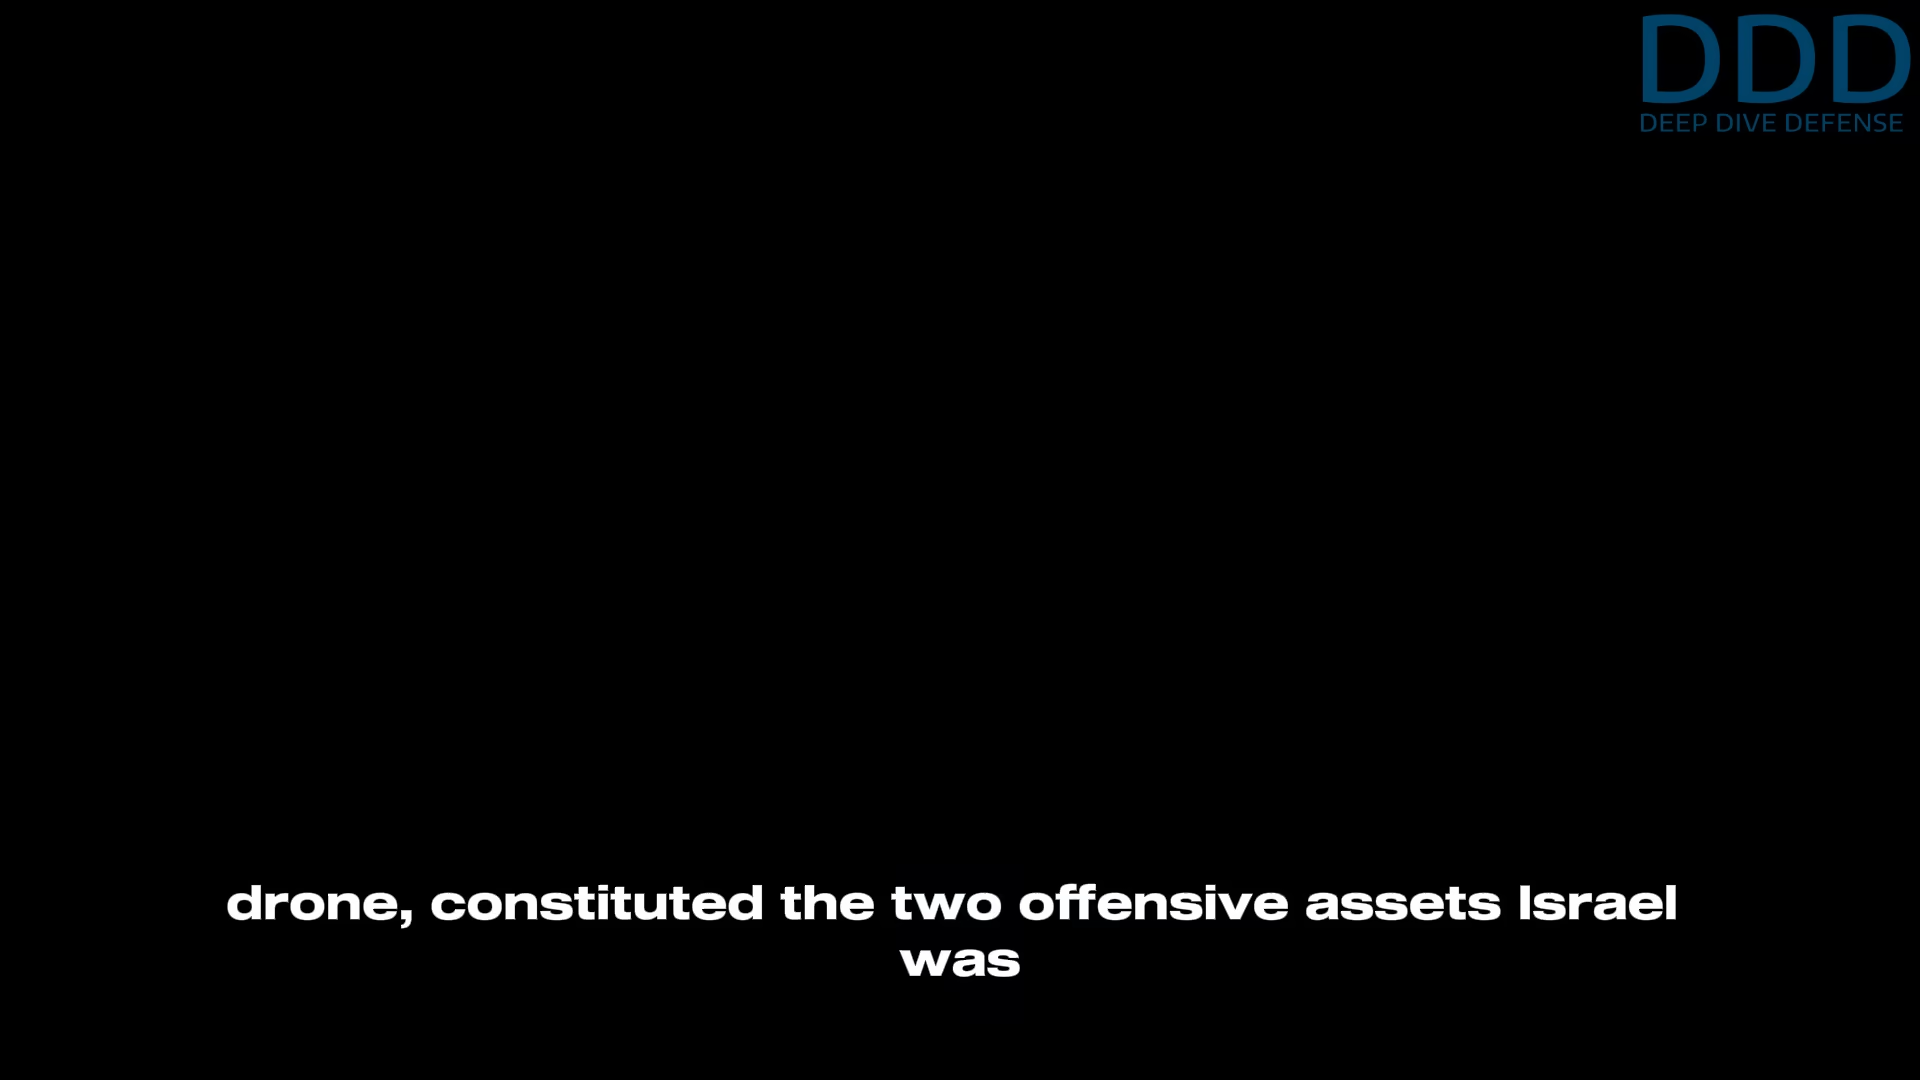 DDD
DEEP DIVE DEFENSE
drone, constituted the two offensive assets Israel
was